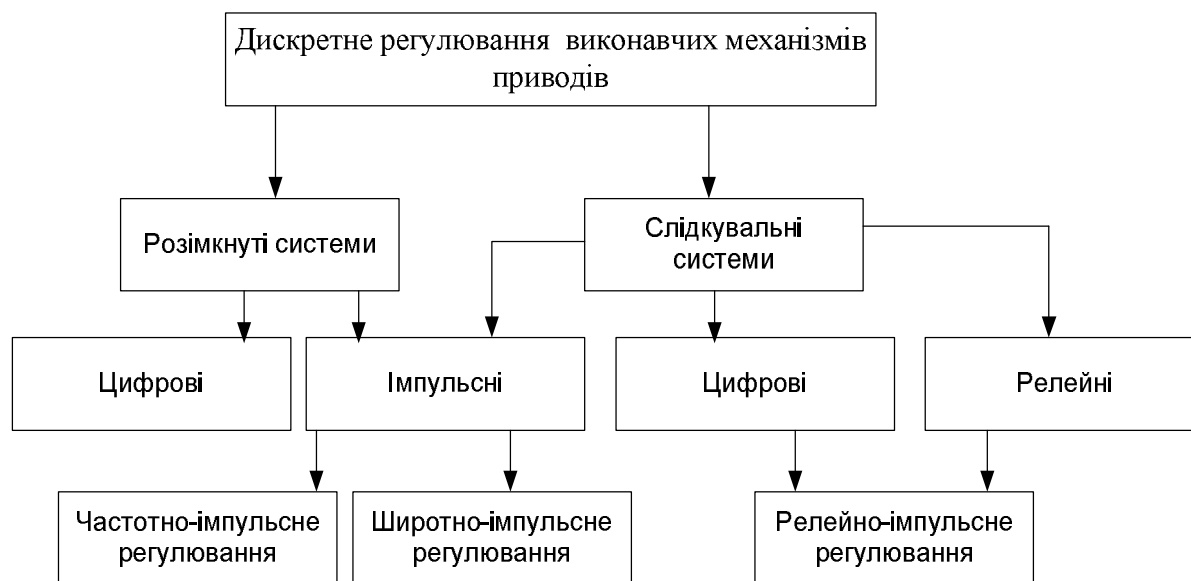 Дискретне регулювання виконавчих механізмів
приводів
Розімкнуті системи
Слідкувальні
системи
Цифрові
Імпульсні
Цифрові
Релейні
Частотно-імпульсне
регулювання
Широтно-імпульсне
регулювання
Релейно-імпульсне
регулювання